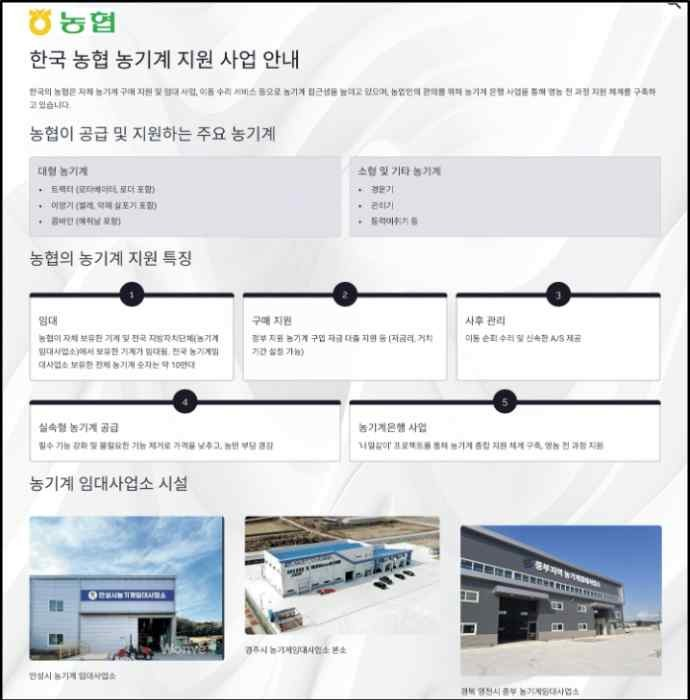 농협
한국 농협 농기계 지원 사업 안내
한국의 농협은 자체 농기계 구매 지원 및 임대 사업, 이동 수리 서비스 등으로 농기계 접근성을 높이고 있으며, 농업인의 편의를 위해 농기계 은행 사업을 통해 영농 전 과정 지원 체계를 구축하
고 있습니다.
농협이 공급 및 지원하는 주요 농기계
대형 농기계
• 트랙터 (로타베이터, 로더 포함)
• 이앙기 (벨레, 약제 살포기 포함)
• 콤바인 (예취날 포함)
소형 및 기타 농기계
• 경운기
• 관리기
• 동력예취기 등
농협의 농기계 지원 특징
1
임대
농협이 자체 보유한 기계 및 전국 지방자치단체(농기계
임대사업소)에서 보유한 기계가 임대됨. 전국 농기계임
대사업소 보유한 전체 농기계 숫자는 약 10만대
2
구매 지원
정부 지원 농기계 구입 자금 대출 지원 등 (저금리, 거치
기간 설정 가능)
3
사후 관리
이동 순회 수리 및 신속한 A/S 제공
4
실속형 농기계 공급
필수 기능 강화 및 불필요한 기능 제거로 가격을 낮추고, 농번 부담 경감
5
농기계은행 사업
프로젝트를 통해 농기계 종합 지원 체계 구축, 영농 전 과정 지원
농기계 임대사업소 시설
안성시농기계임대사업소
중부지역 농기계임대사업소
안성시 농기계 임대사업소
경주시 농기계임대사업소 본소
경북 영천시 중부 농기계임대사업소